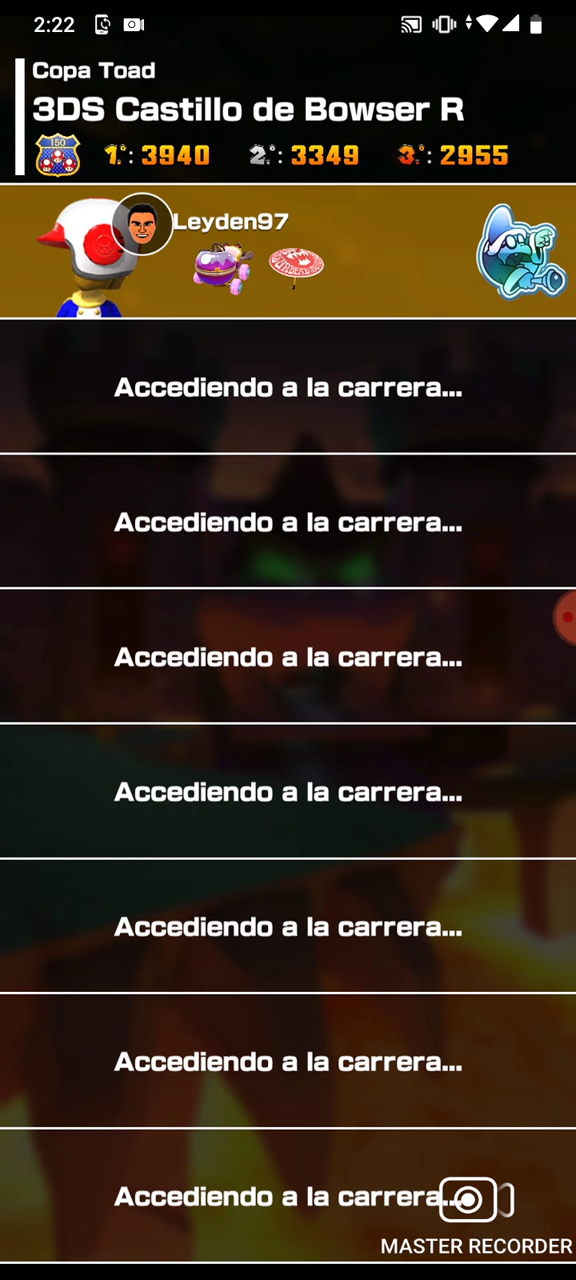 2:22
Copa Toad
3DS Castillo de Bowser R
150
1.º: 3940 2.º: 3349 3.º: 2955
Leyden97
Accediendo a la carrera...
Accediendo a la carrera...
Accediendo a la carrera...
Accediendo a la carrera...
Accediendo a la carrera...
Accediendo a la carrera...
Accediendo a la carrera...
MASTER RECORDER